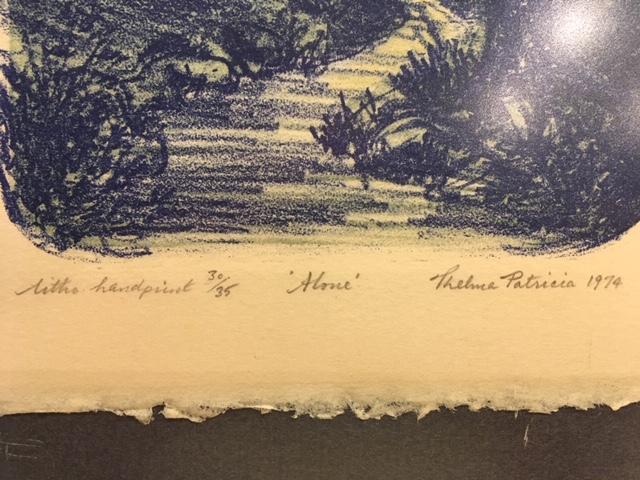 litho handprint 30/35 'Alone' Thelma Patricia 1974